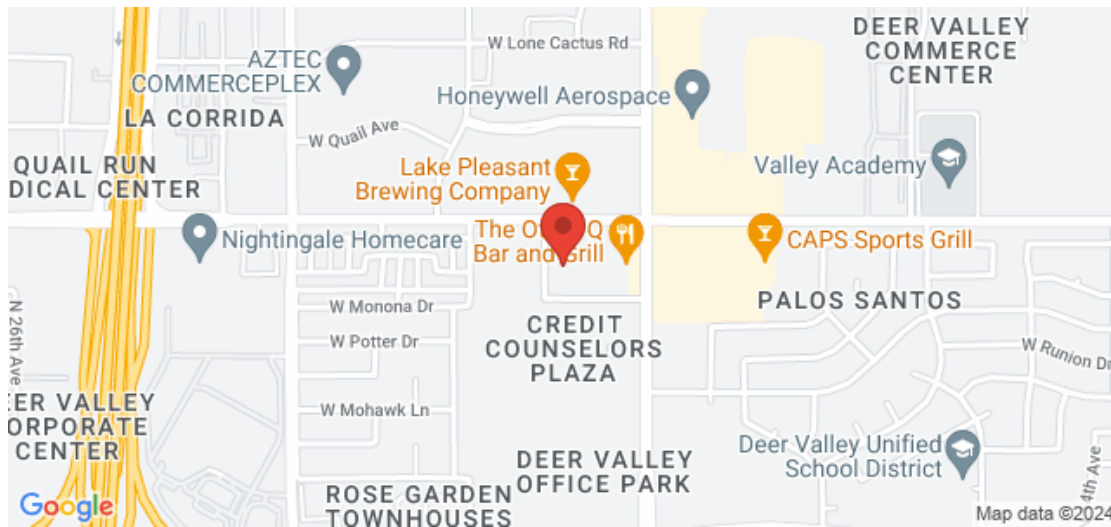 W Lone Cactus Rd
DEER VALLEY
COMMERCE
CENTER
AZTEC
COMMERCEPLEX
Honeywell Aerospace
LA CORRIDA
W Quail Ave
QUAIL RUN
DICAL CENTER
Lake Pleasant
Brewing Company
Valley Academy
Nightingale Homecare
The O Q
Bar and Grill
CAPS Sports Grill
W Monona Dr
PALOS SANTOS
N 26th Ave
W Potter Dr
CREDIT
COUNSELORS
PLAZA
W Runion Dr
EER VALLEY
ORPORATE
CENTER
W Mohawk Ln
Deer Valley Unified
School District
4th Ave
DEER VALLEY
OFFICE PARK
ROSE GARDEN
TOWNHOUSES
Google
Map data ©2024